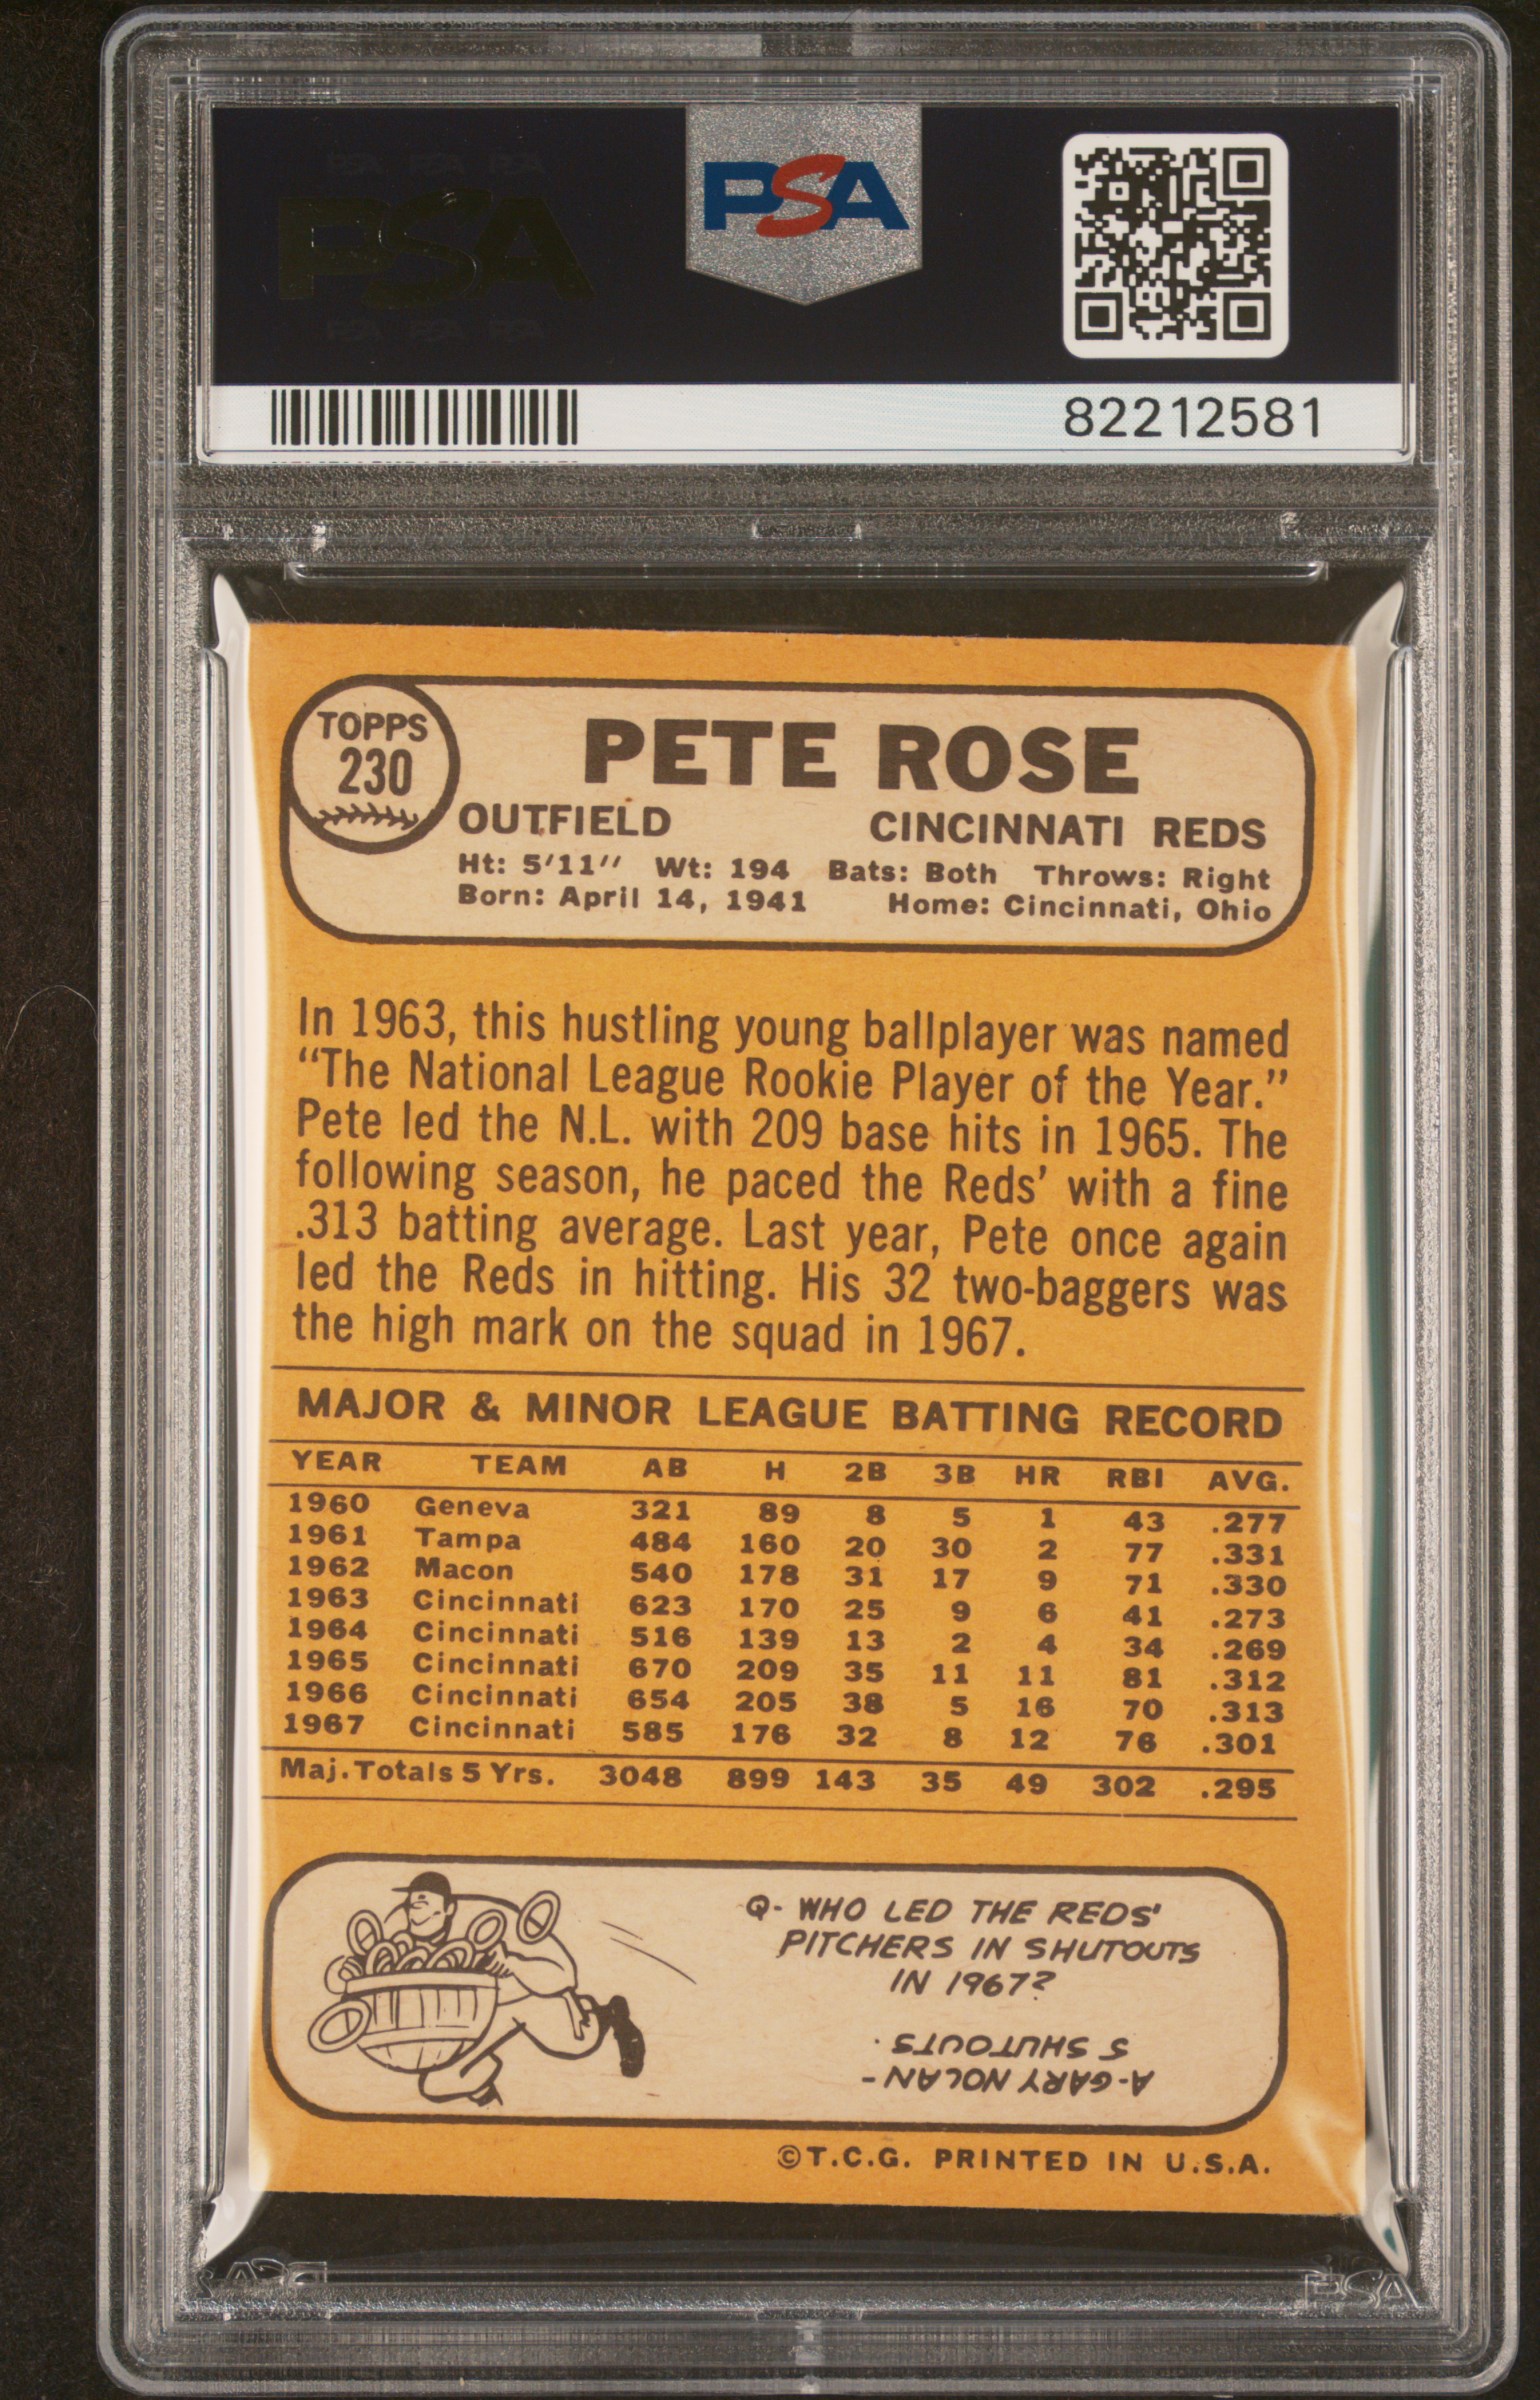 PSA PSA PSA
PSA
PSA PSA PSA
PSA
82212581
TOPPS
230
PETE ROSE
OUTFIELD CINCINNATI REDS
Ht: 5'11" Wt: 194 Bats: Both Throws: Right
Born: April 14, 1941 Home: Cincinnati, Ohio
In 1963, this hustling young ballplayer was named
“The National League Rookie Player of the Year.”
Pete led the N.L. with 209 base hits in 1965. The
following season, he paced the Reds’ with a fine
.313 batting average. Last year, Pete once again
led the Reds in hitting. His 32 two-baggers was
the high mark on the squad in 1967.
MAJOR & MINOR LEAGUE BATTING RECORD
YEAR TEAM AB H 2B 3B HR RBI AVG.
1960 Geneva 321 89 8 5 1 43 .277
1961 Tampa 484 160 20 30 2 77 .331
1962 Macon 540 178 31 17 9 71 .330
1963 Cincinnati 623 170 25 9 6 41 .273
1964 Cincinnati 516 139 13 2 4 34 .269
1965 Cincinnati 670 209 35 11 11 81 .312
1966 Cincinnati 654 205 38 5 16 70 .313
1967 Cincinnati 585 176 32 8 12 76 .301
Maj. Totals 5 Yrs. 3048 899 143 35 49 302 .295
Q- WHO LED THE REDS'
PITCHERS IN SHUTOUTS
IN 1967?
A-GARY NOLAN-
5 SHUTOUTS.
©T.C.G. PRINTED IN U.S.A.
PSA
PSA